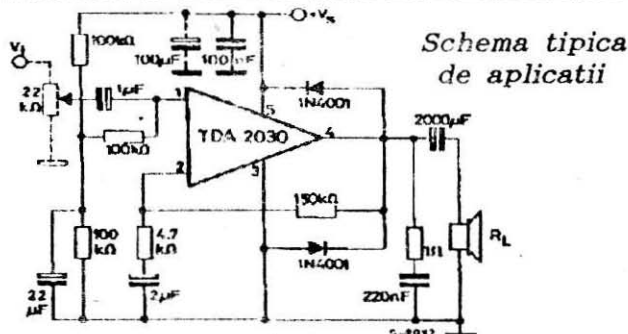 +Vs
Schema tipica
de aplicatii
Vi
100kΩ
100µF
100nF
22
kΩ
1µF
1
5
1N4001
2000µF
TDA 2030
4
100kΩ
2
3
150kΩ
100
kΩ
4.7
kΩ
1N4001
1Ω
RL
22
µF
2µF
220nF